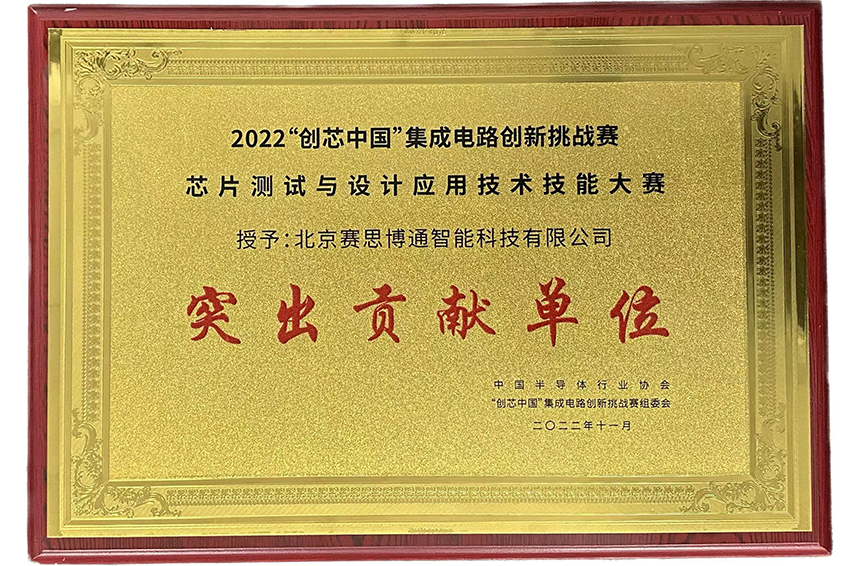 2022“创芯中国”集成电路创新挑战赛
芯片测试与设计应用技术技能大赛
授予:北京赛思博通智能科技有限公司
突出贡献单位
中国半导体行业协会
“创芯中国”集成电路创新挑战赛组委会
二〇二二年十一月